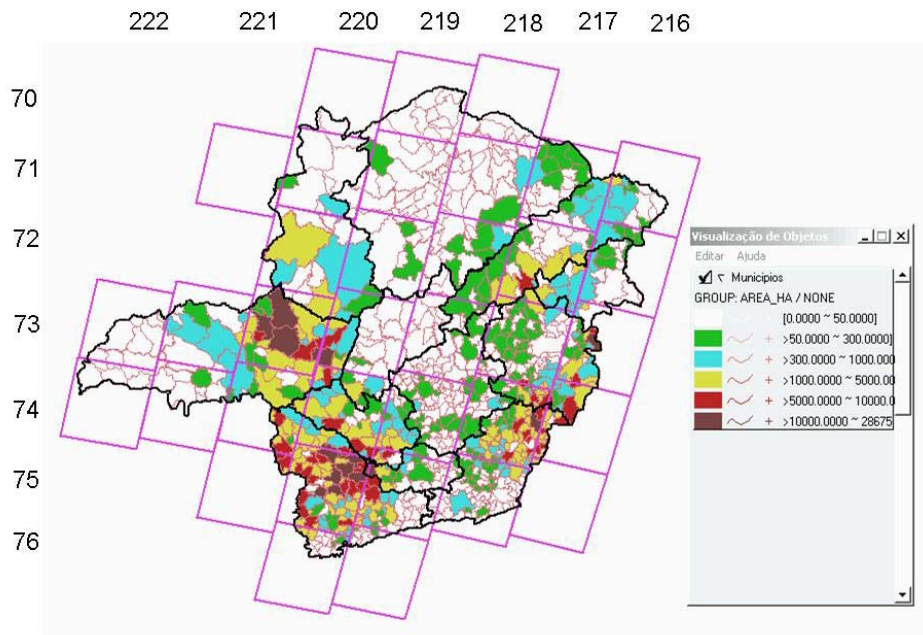 222 221 220 219 218 217 216
70
71
72
73
74
75
76
Visualização de Objetos
Editar Ajuda
Municipios
GROUP: AREA_HA / NONE
[0.0000 ~ 50.0000]
>50.0000 ~ 300.0000]
>300.0000 ~ 1000.000
>1000.0000 ~ 5000.00
>5000.0000 ~ 10000.0
>10000.0000 ~ 28675